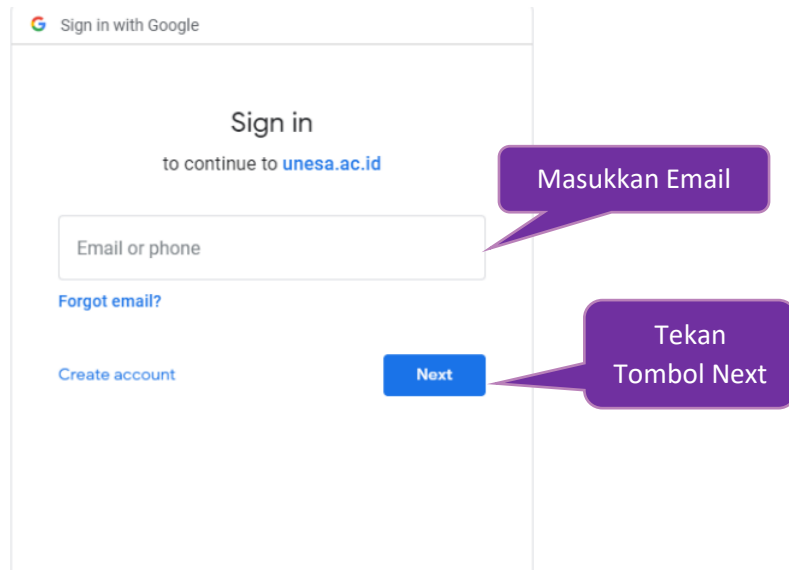 Sign in with Google
Sign in
to continue to unesa.ac.id
Masukkan Email
Email or phone
Forgot email?
Tekan
Tombol Next
Create account
Next